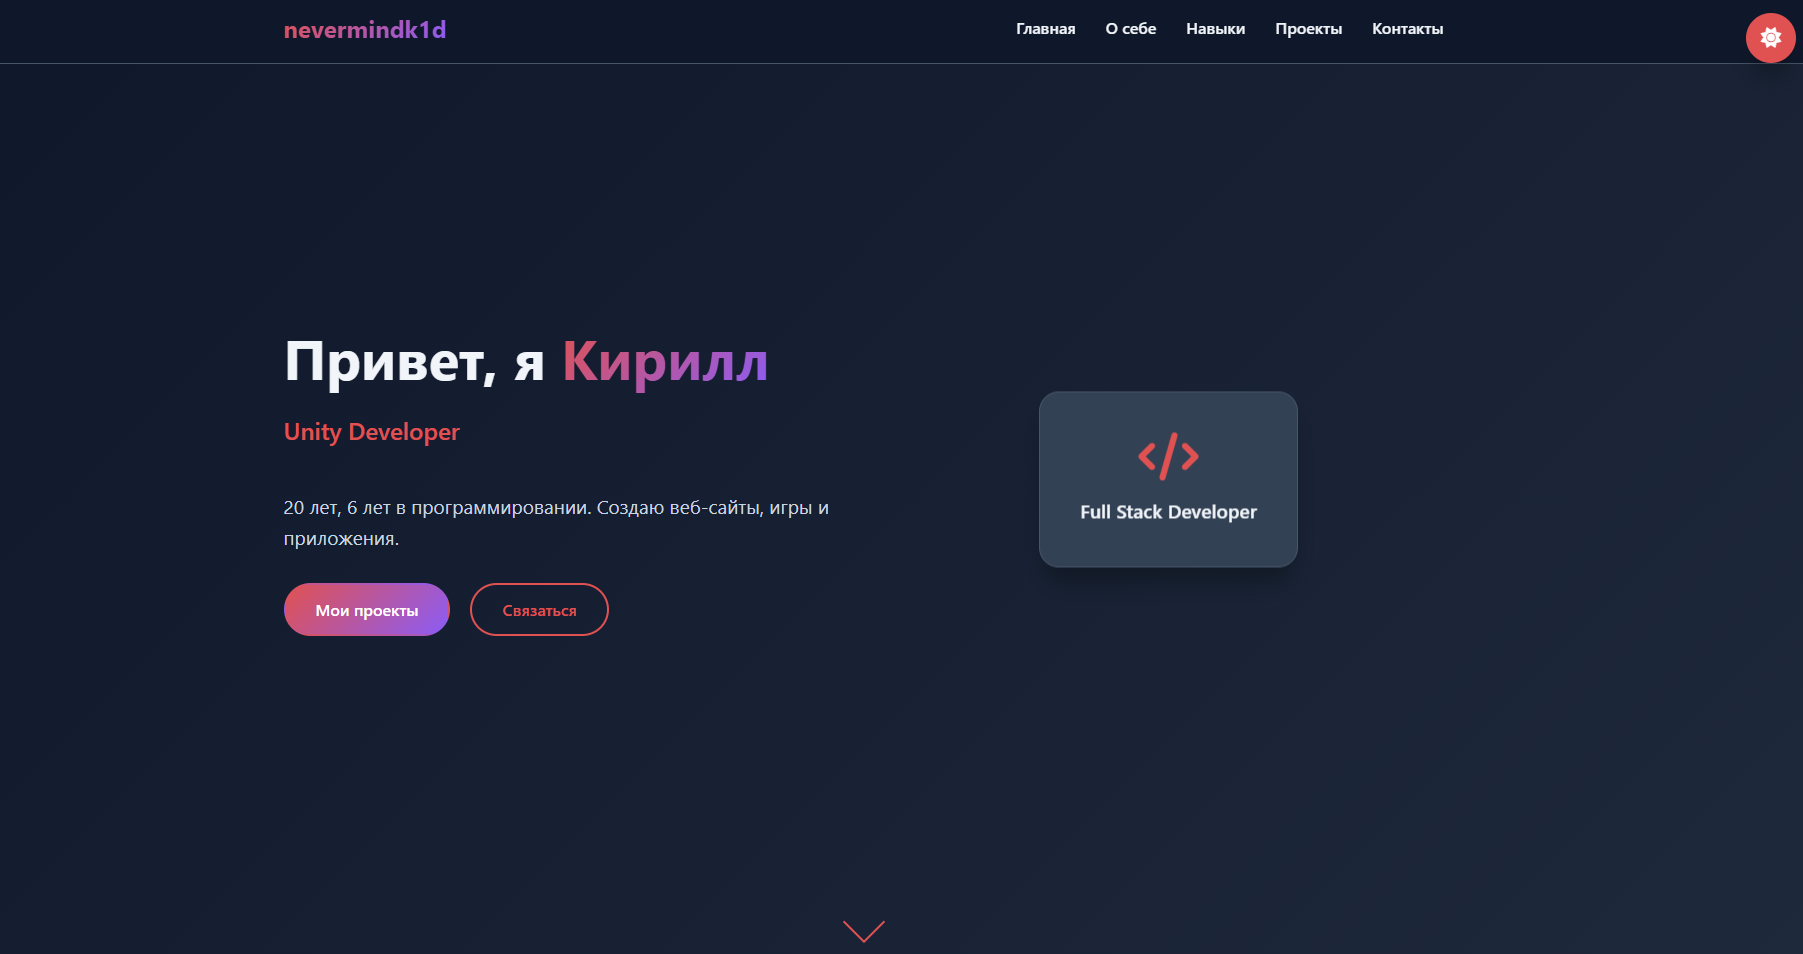 nevermindk1d
Главная О себе Навыки Проекты Контакты
Привет, я Кирилл
Unity Developer
20 лет, 6 лет в программировании. Создаю веб-сайты, игры и
приложения.
Мои проекты Связаться
</>
Full Stack Developer